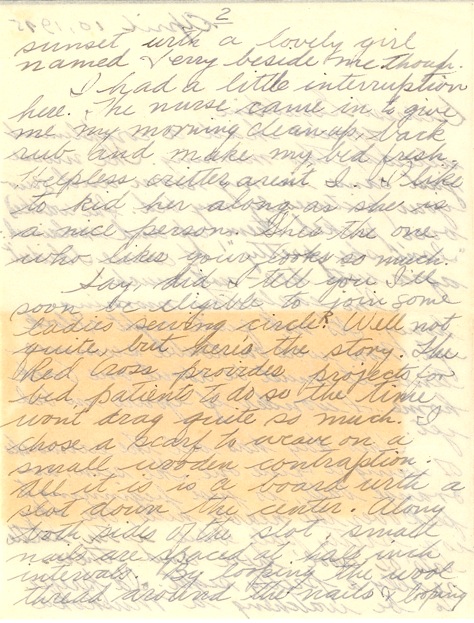 2
sunset with a lovely girl
named Jerry beside me though.
I had a little interruption
here. The nurse came in to give
me my morning cleanup, back
rub and make my bed fresh.
Helpless critter aren't I. I like
to kid her along as she is
a nice person. She's the one
who likes your looks so much.
Say, did I tell you I'll
soon be eligible to join some
ladies sewing circle? Well not
quite, but here's the story. The
Red Cross provides projects for
bed patients to do so the time
won't drag quite so much. I
chose a scarf to weave on a
small wooden contraption.
All it is is a board with a
slot down the center. Along
both sides of the slot, small
nails are spaced at half inch
intervals. By looping the wool
thread around the nails & looping